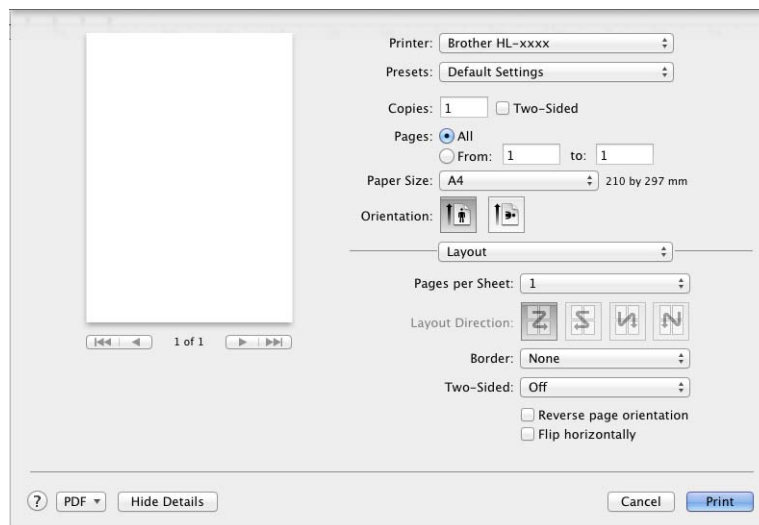 Printer: Brother HL-xxxx
Presets: Default Settings
Copies: 1 Two-Sided
Pages: All
From: 1 to: 1
Paper Size: A4 210 by 297 mm
Orientation:
Layout
Pages per Sheet: 1
Layout Direction:
Border: None
Two-Sided: Off
Reverse page orientation
Flip horizontally
1 of 1
? PDF Hide Details Cancel Print